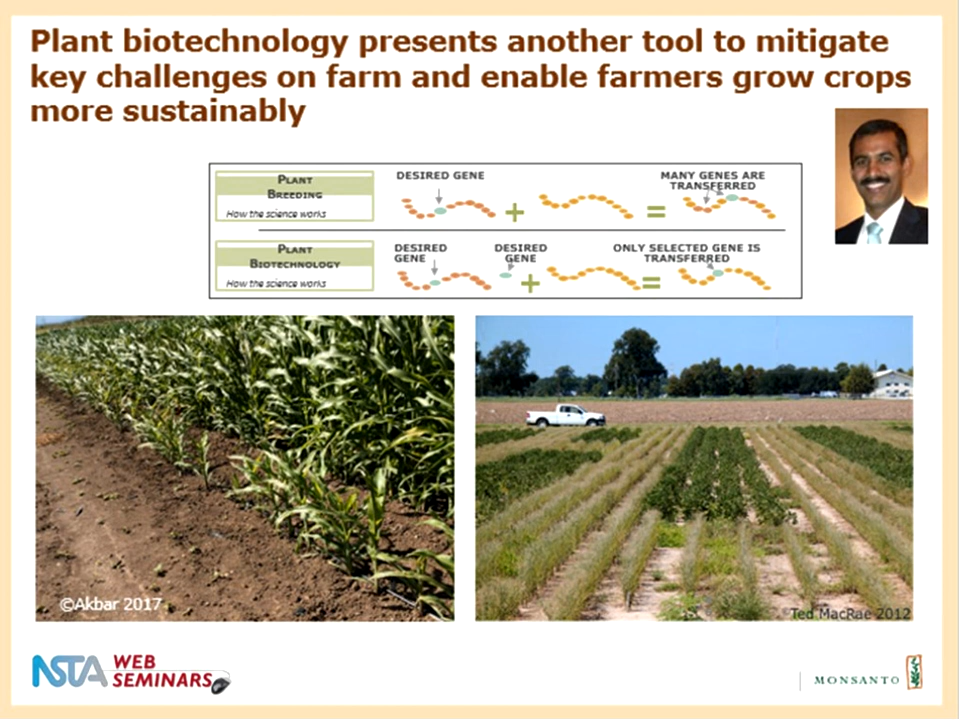 Plant biotechnology presents another tool to mitigate
key challenges on farm and enable farmers grow crops
more sustainably
PLANT
BREEDING
How the science works
DESIRED GENE
MANY GENES ARE
TRANSFERRED
+
=
PLANT
BIOTECHNOLOGY
How the science works
DESIRED
GENE
DESIRED
GENE
ONLY SELECTED GENE IS
TRANSFERRED
+
=
©Akbar 2017
©Ted MacRae 2012
NSTA WEB
SEMINARS
MONSANTO